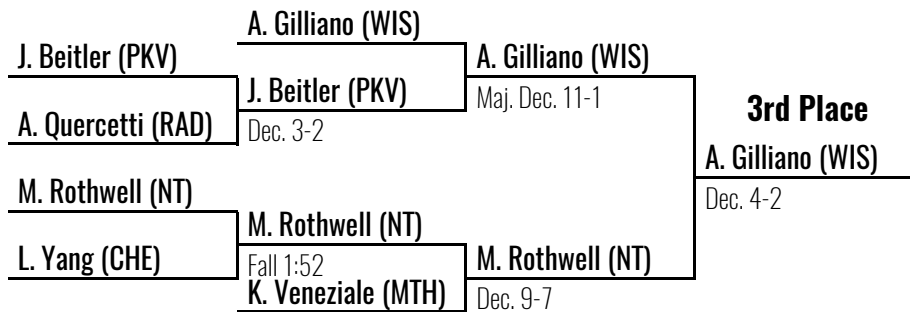 A. Gilliano (WIS)
J. Beitler (PKV)
A. Gilliano (WIS)
J. Beitler (PKV)
Maj. Dec. 11-1
3rd Place
A. Quercetti (RAD)
Dec. 3-2
A. Gilliano (WIS)
M. Rothwell (NT)
Dec. 4-2
M. Rothwell (NT)
L. Yang (CHE)
Fall 1:52
M. Rothwell (NT)
K. Veneziale (MTH)
Dec. 9-7